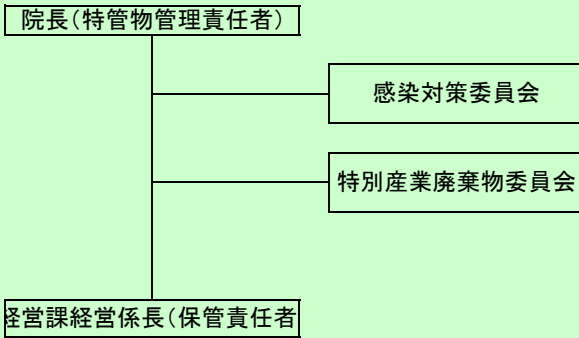 院長（特管物管理責任者）
感染対策委員会
特別産業廃棄物委員会
経営課経営係長（保管責任者